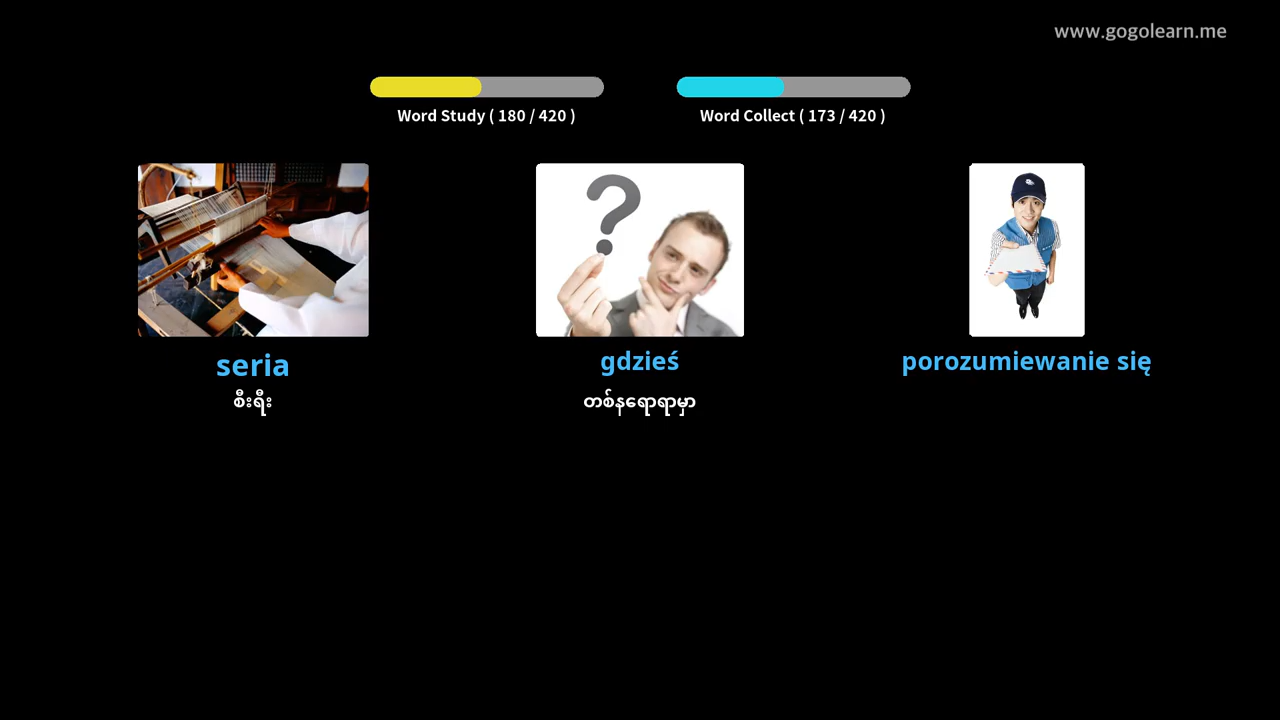 www.gogolearn.me
Word Study ( 180 / 420 )
Word Collect ( 173 / 420 )
seria
gdzieś
porozumiewanie się
စီးရီး
တစ်နရောရာမှာ